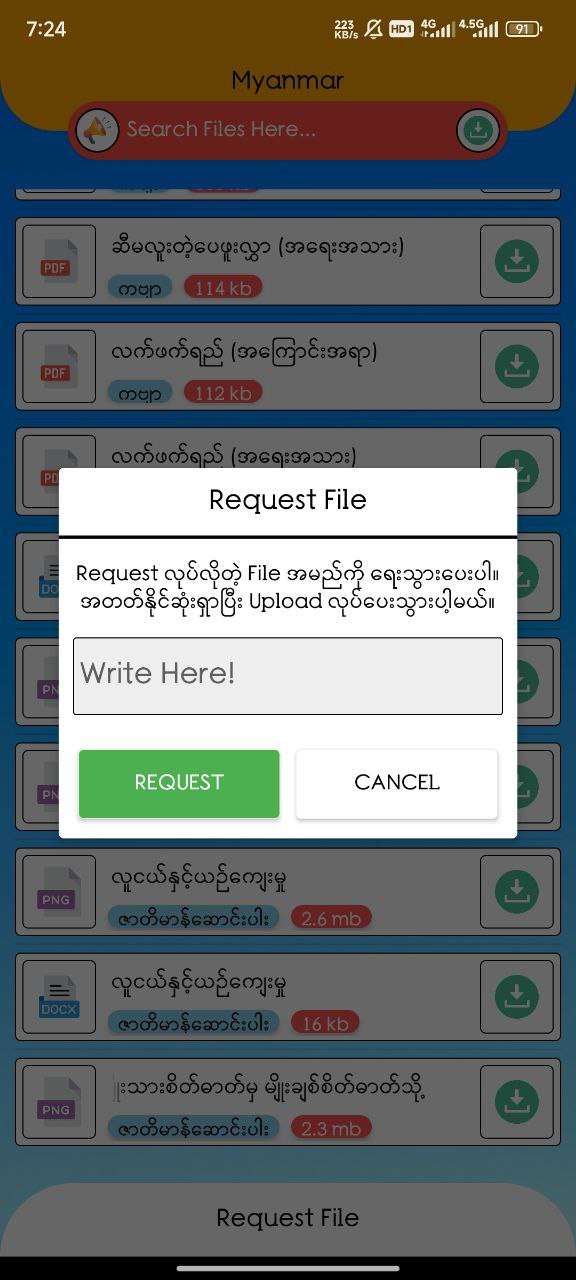 7:24
223 KB/s HD1 4G 4.5G 91
Myanmar
Search Files Here...
PDF
ဆီမလူးတဲ့ပေဖူးလွှာ (အရေးအသား)
ကဗျာ 114 kb
PDF
လက်ဖက်ရည် (အကြောင်းအရာ)
ကဗျာ 112 kb
လက်ဖက်ရည် (အရေးအသား)
Request File
Request လုပ်လိုတဲ့ File အမည်ကို ရေးသွားပေးပါ။
အတတ်နိုင်ဆုံးရှာပြီး Upload လုပ်ပေးသွားပါ့မယ်။
Write Here!
REQUEST CANCEL
လူငယ်နှင့်ယဉ်ကျေးမှု
PNG
ဇာတိမာန်ဆောင်းပါး 2.6 mb
လူငယ်နှင့်ယဉ်ကျေးမှု
DOCX
ဇာတိမာန်ဆောင်းပါး 16 kb
စိတ်ဓာတ်မှ မျိုးချစ်စိတ်ဓာတ်သို့
PNG
ဇာတိမာန်ဆောင်းပါး 2.3 mb
Request File